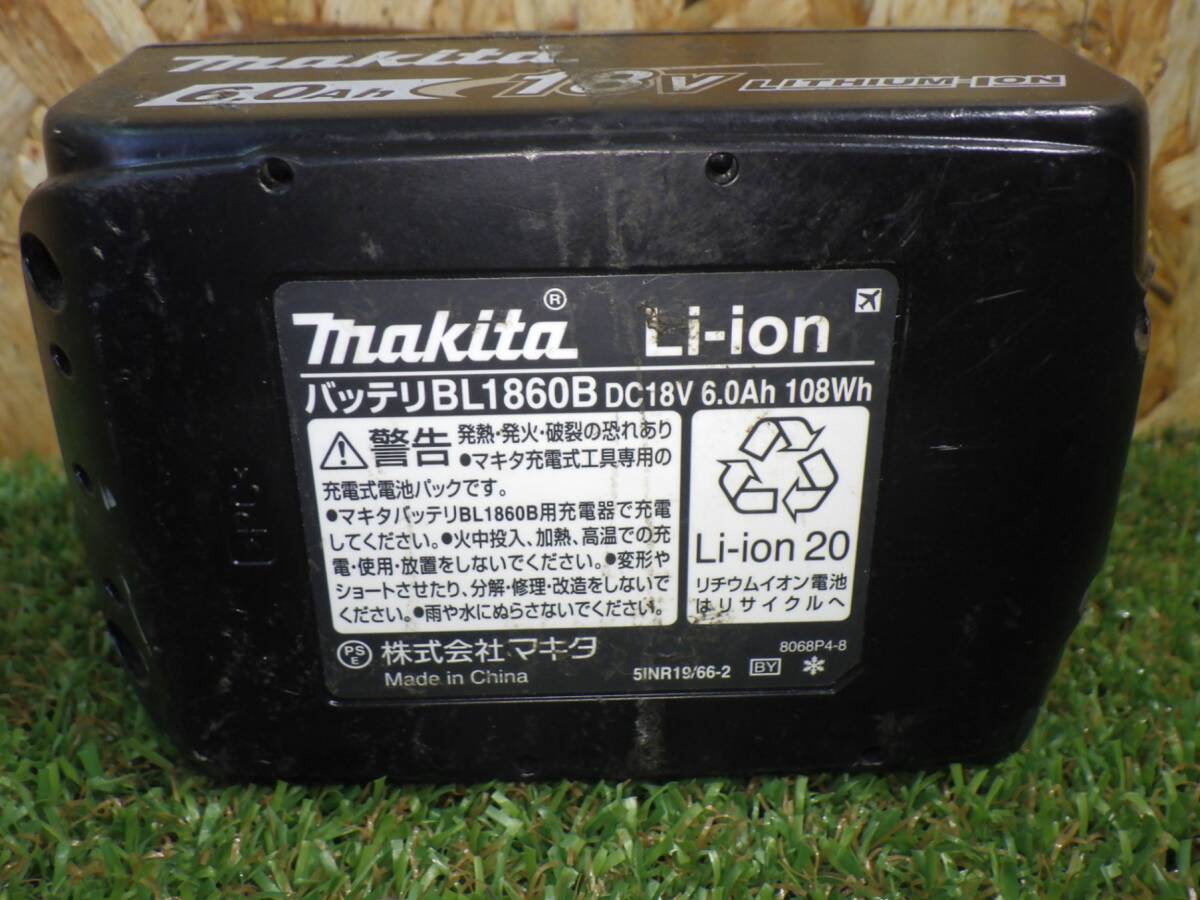 makita
6.0Ah 18V LITHIUM-ION
makita® Li-ion
バッテリBL1860B DC18V 6.0Ah 108Wh
警告 発熱・発火・破裂の恐れあり
●マキタ充電式工具専用の
充電式電池パックです。
●マキタバッテリBL1860B用充電器で充電
してください。●火中投入、加熱、高温での充
電・使用・放置をしないでください。●変形や
ショートさせたり、分解・修理・改造をしないで
ください。●雨や水にぬらさないでください。
Li-ion 20
リチウムイオン電池
はリサイクルへ
PSE 株式会社マキタ
Made in China
8068P4-8
5INR19/66-2 BY
>PC<